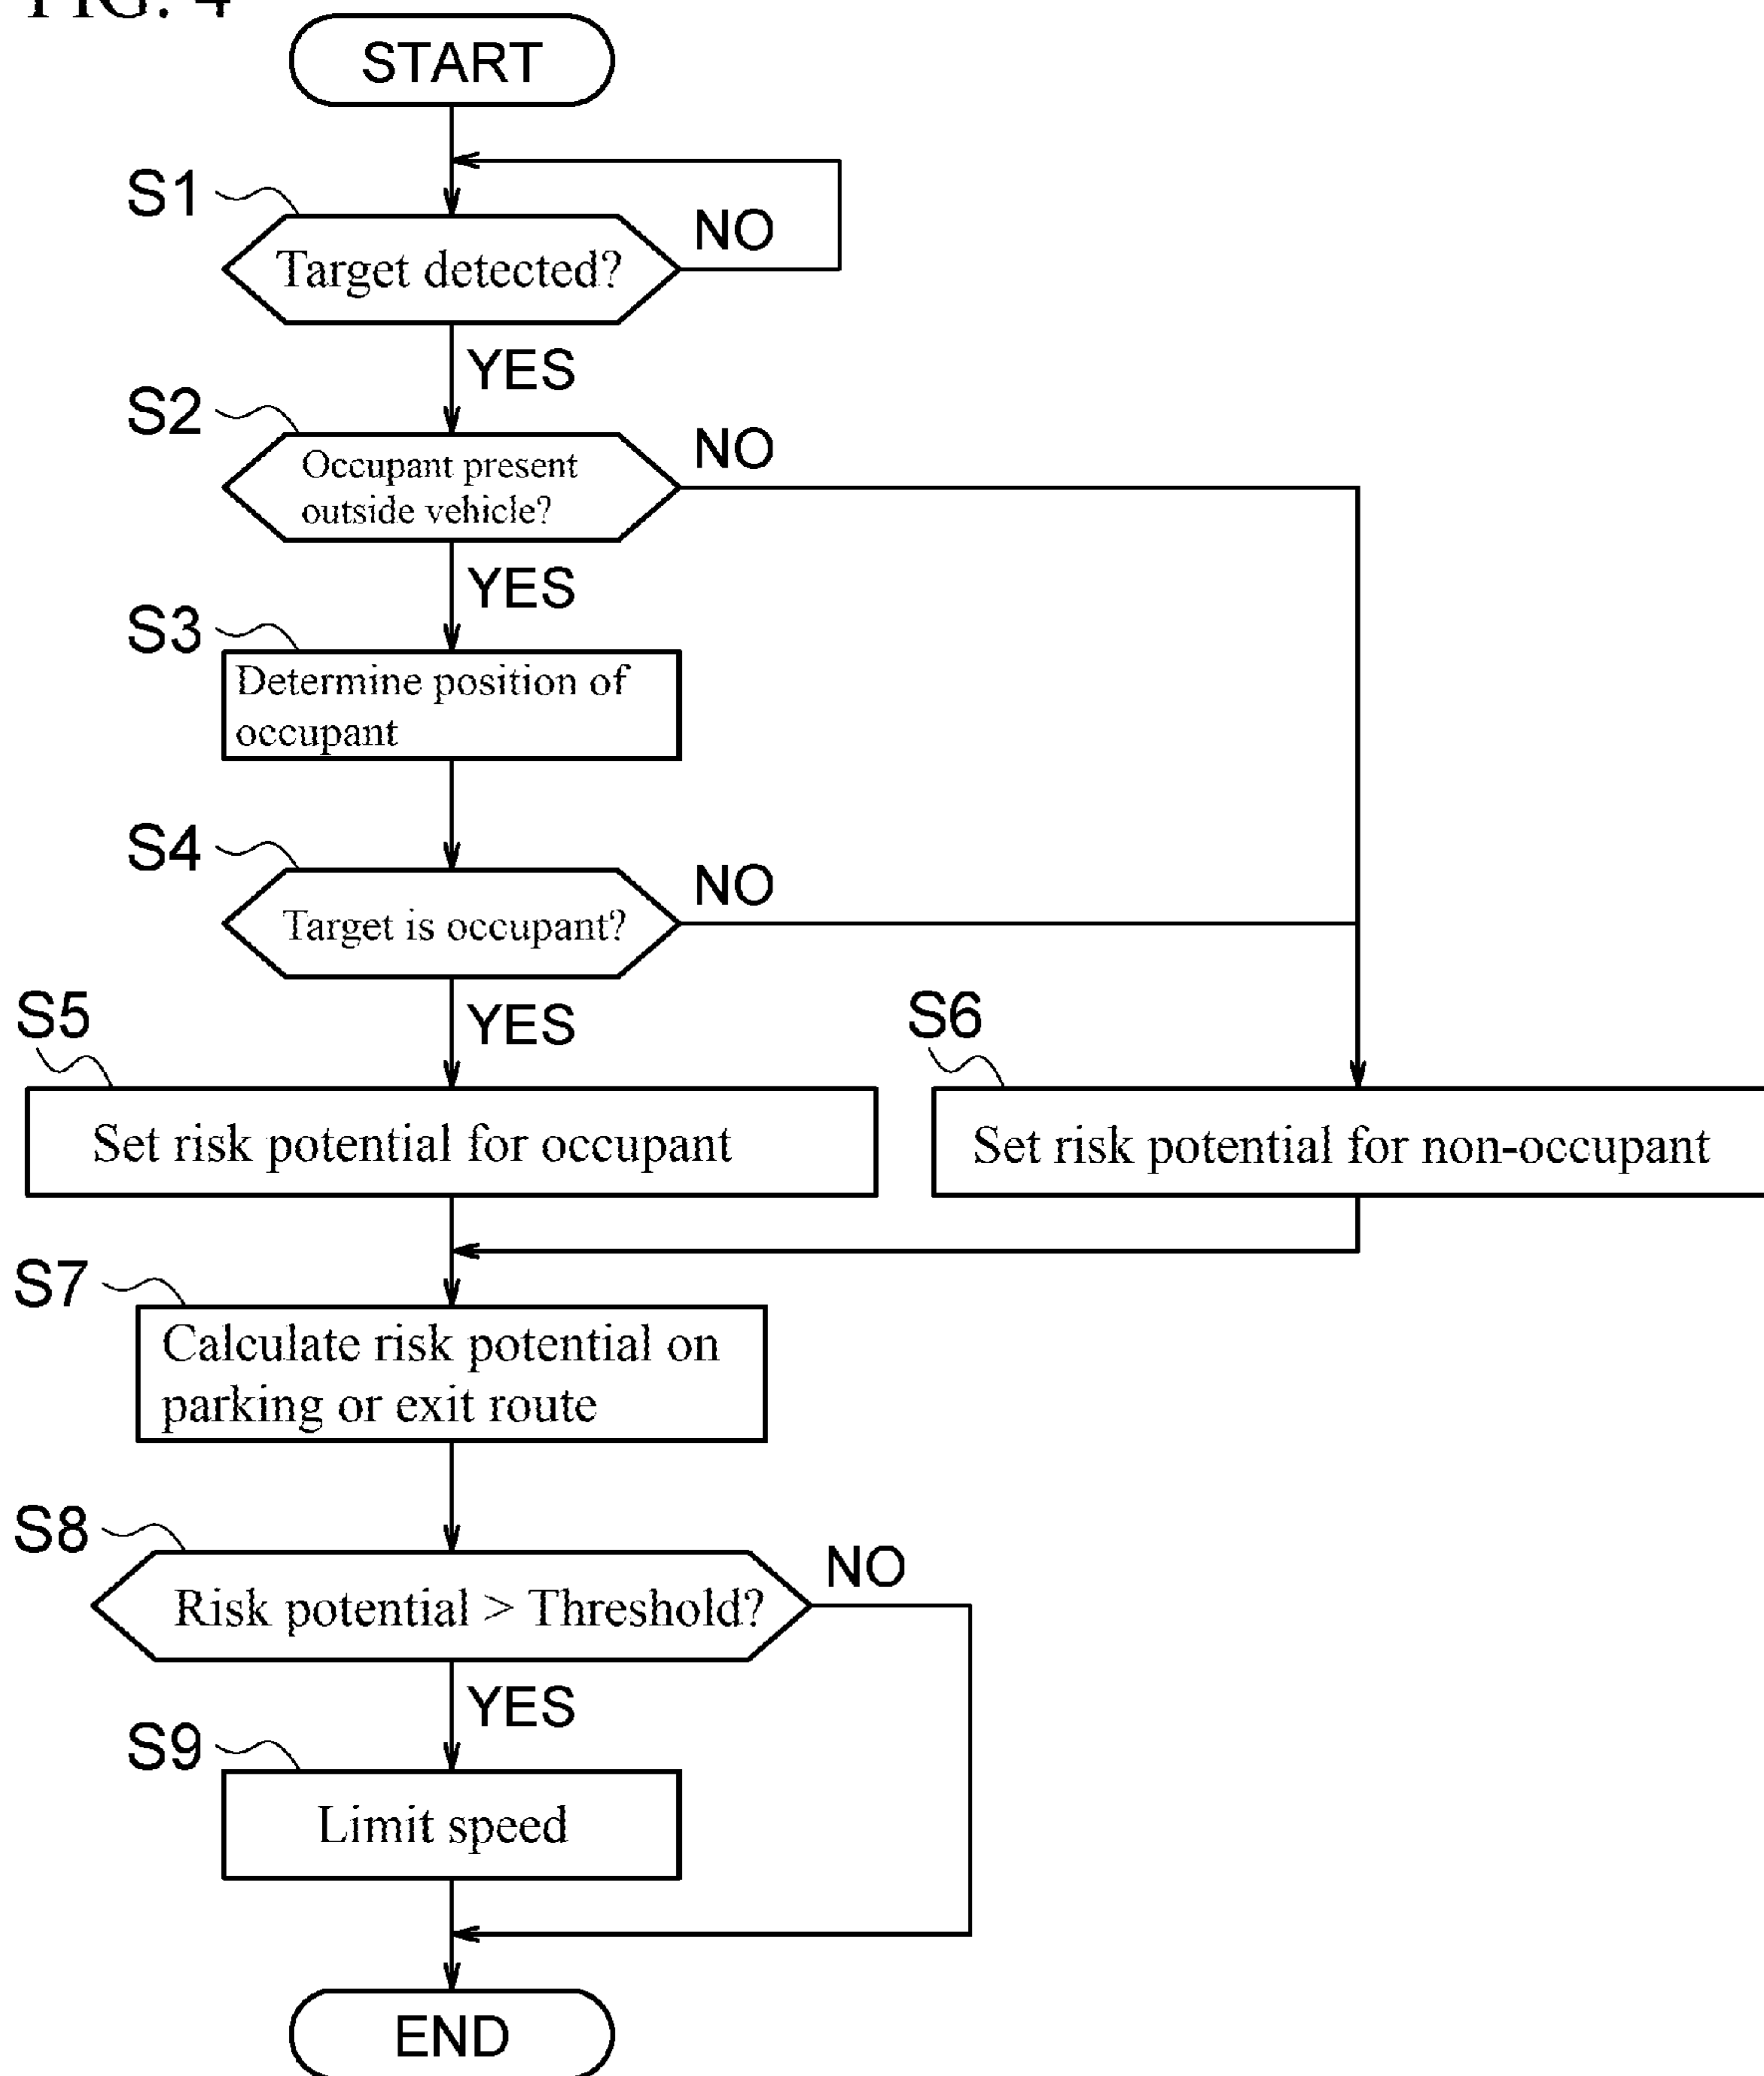 FIG. 4
START
S1
Target detected?
NO
YES
S2
Occupant present
outside vehicle?
NO
YES
S3
Determine position of
occupant
S4
Target is occupant?
NO
YES
S5
Set risk potential for occupant
S6
Set risk potential for non-occupant
S7
Calculate risk potential on
parking or exit route
S8
Risk potential > Threshold?
NO
YES
S9
Limit speed
END